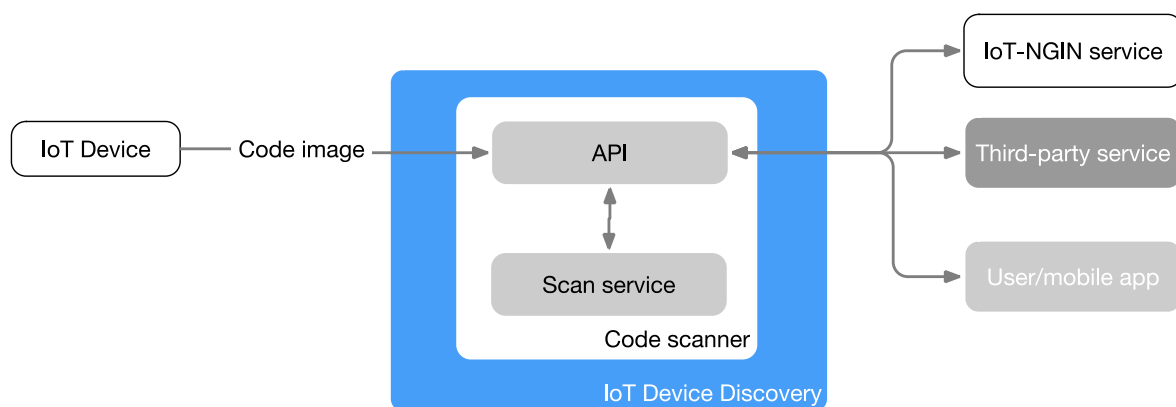 IoT-NGIN service
IoT Device
Code image
API
Third-party service
Scan service
User/mobile app
Code scanner
IoT Device Discovery